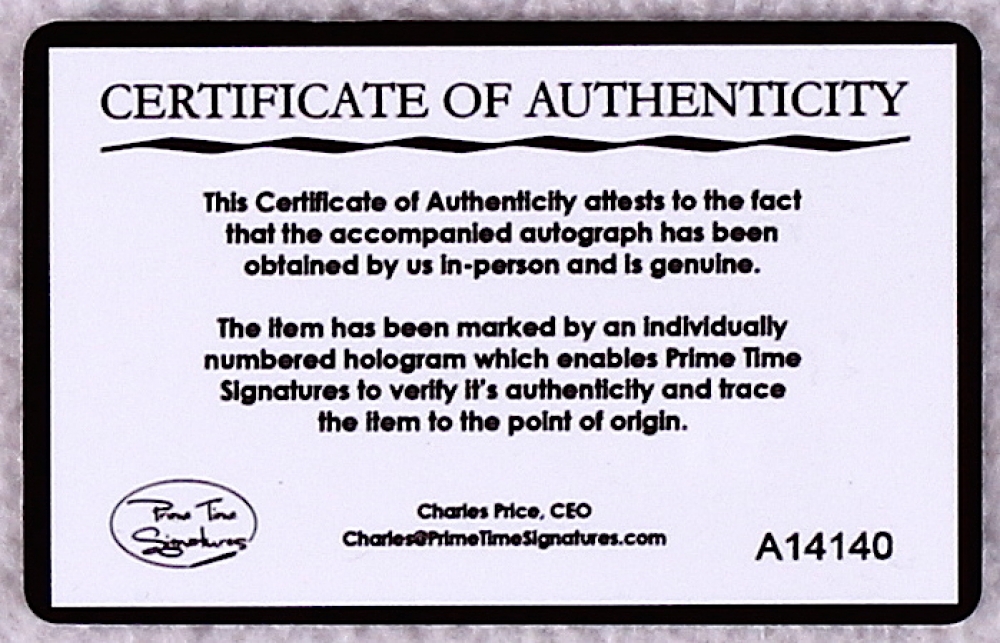 CERTIFICATE OF AUTHENTICITY
This Certificate of Authenticity attests to the fact
that the accompanied autograph has been
obtained by us in-person and is genuine.
The item has been marked by an individually
numbered hologram which enables Prime Time
Signatures to verify it's authenticity and trace
the item to the point of origin.
Prime Time
Signatures
Charles Price, CEO
Charles@PrimeTimeSignatures.com
A14140